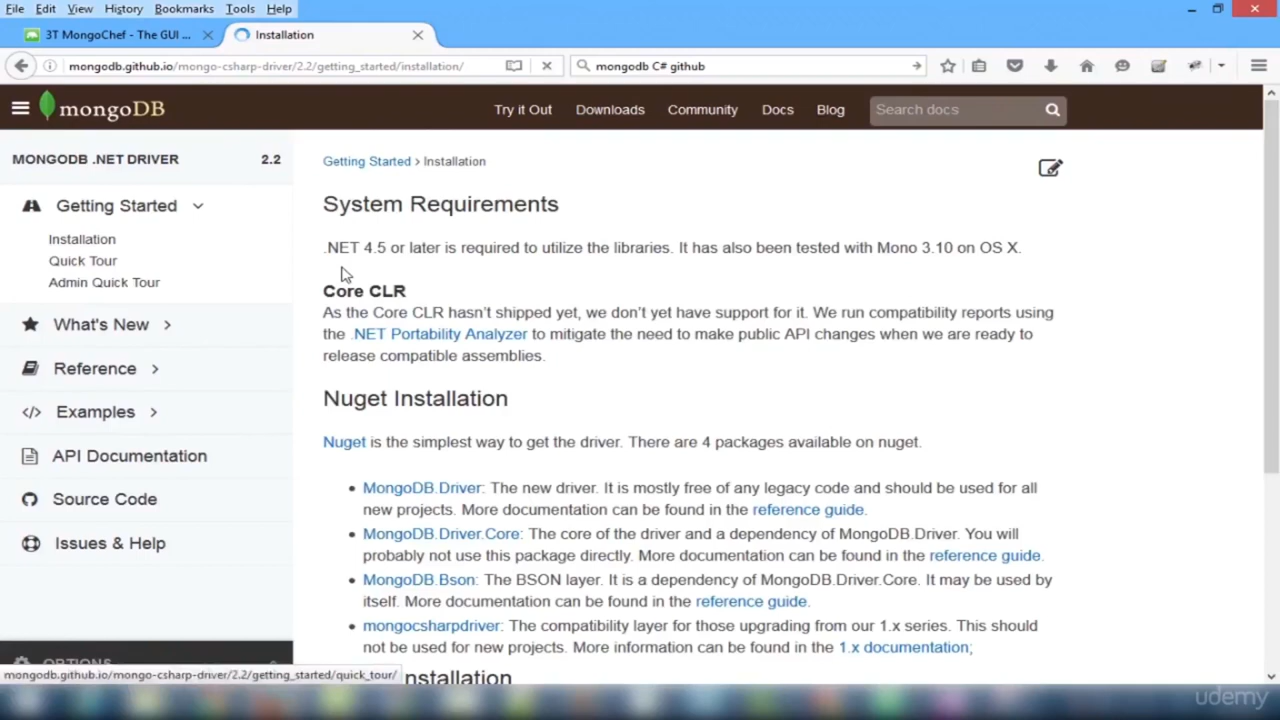 File Edit View History Bookmarks Tools Help
3T MongoChef - The GUI ... Installation
mongodb.github.io/mongo-csharp-driver/2.2/getting_started/installation/ mongodb C# github
mongoDB Try it Out Downloads Community Docs Blog Search docs
MONGODB .NET DRIVER 2.2
Getting Started
Installation
Quick Tour
Admin Quick Tour
What's New
Reference
Examples
API Documentation
Source Code
Issues & Help
OPTIONS
Getting Started › Installation
System Requirements
.NET 4.5 or later is required to utilize the libraries. It has also been tested with Mono 3.10 on OS X.
Core CLR
As the Core CLR hasn't shipped yet, we don't yet have support for it. We run compatibility reports using
the .NET Portability Analyzer to mitigate the need to make public API changes when we are ready to
release compatible assemblies.
Nuget Installation
Nuget is the simplest way to get the driver. There are 4 packages available on nuget.
• MongoDB.Driver: The new driver. It is mostly free of any legacy code and should be used for all
new projects. More documentation can be found in the reference guide.
• MongoDB.Driver.Core: The core of the driver and a dependency of MongoDB.Driver. You will
probably not use this package directly. More documentation can be found in the reference guide.
• MongoDB.Bson: The BSON layer. It is a dependency of MongoDB.Driver.Core. It may be used by
itself. More documentation can be found in the reference guide.
• mongocsharpdriver: The compatibility layer for those upgrading from our 1.x series. This should
not be used for new projects. More information can be found in the 1.x documentation;
nstallation
mongodb.github.io/mongo-csharp-driver/2.2/getting_started/quick_tour/
udemy